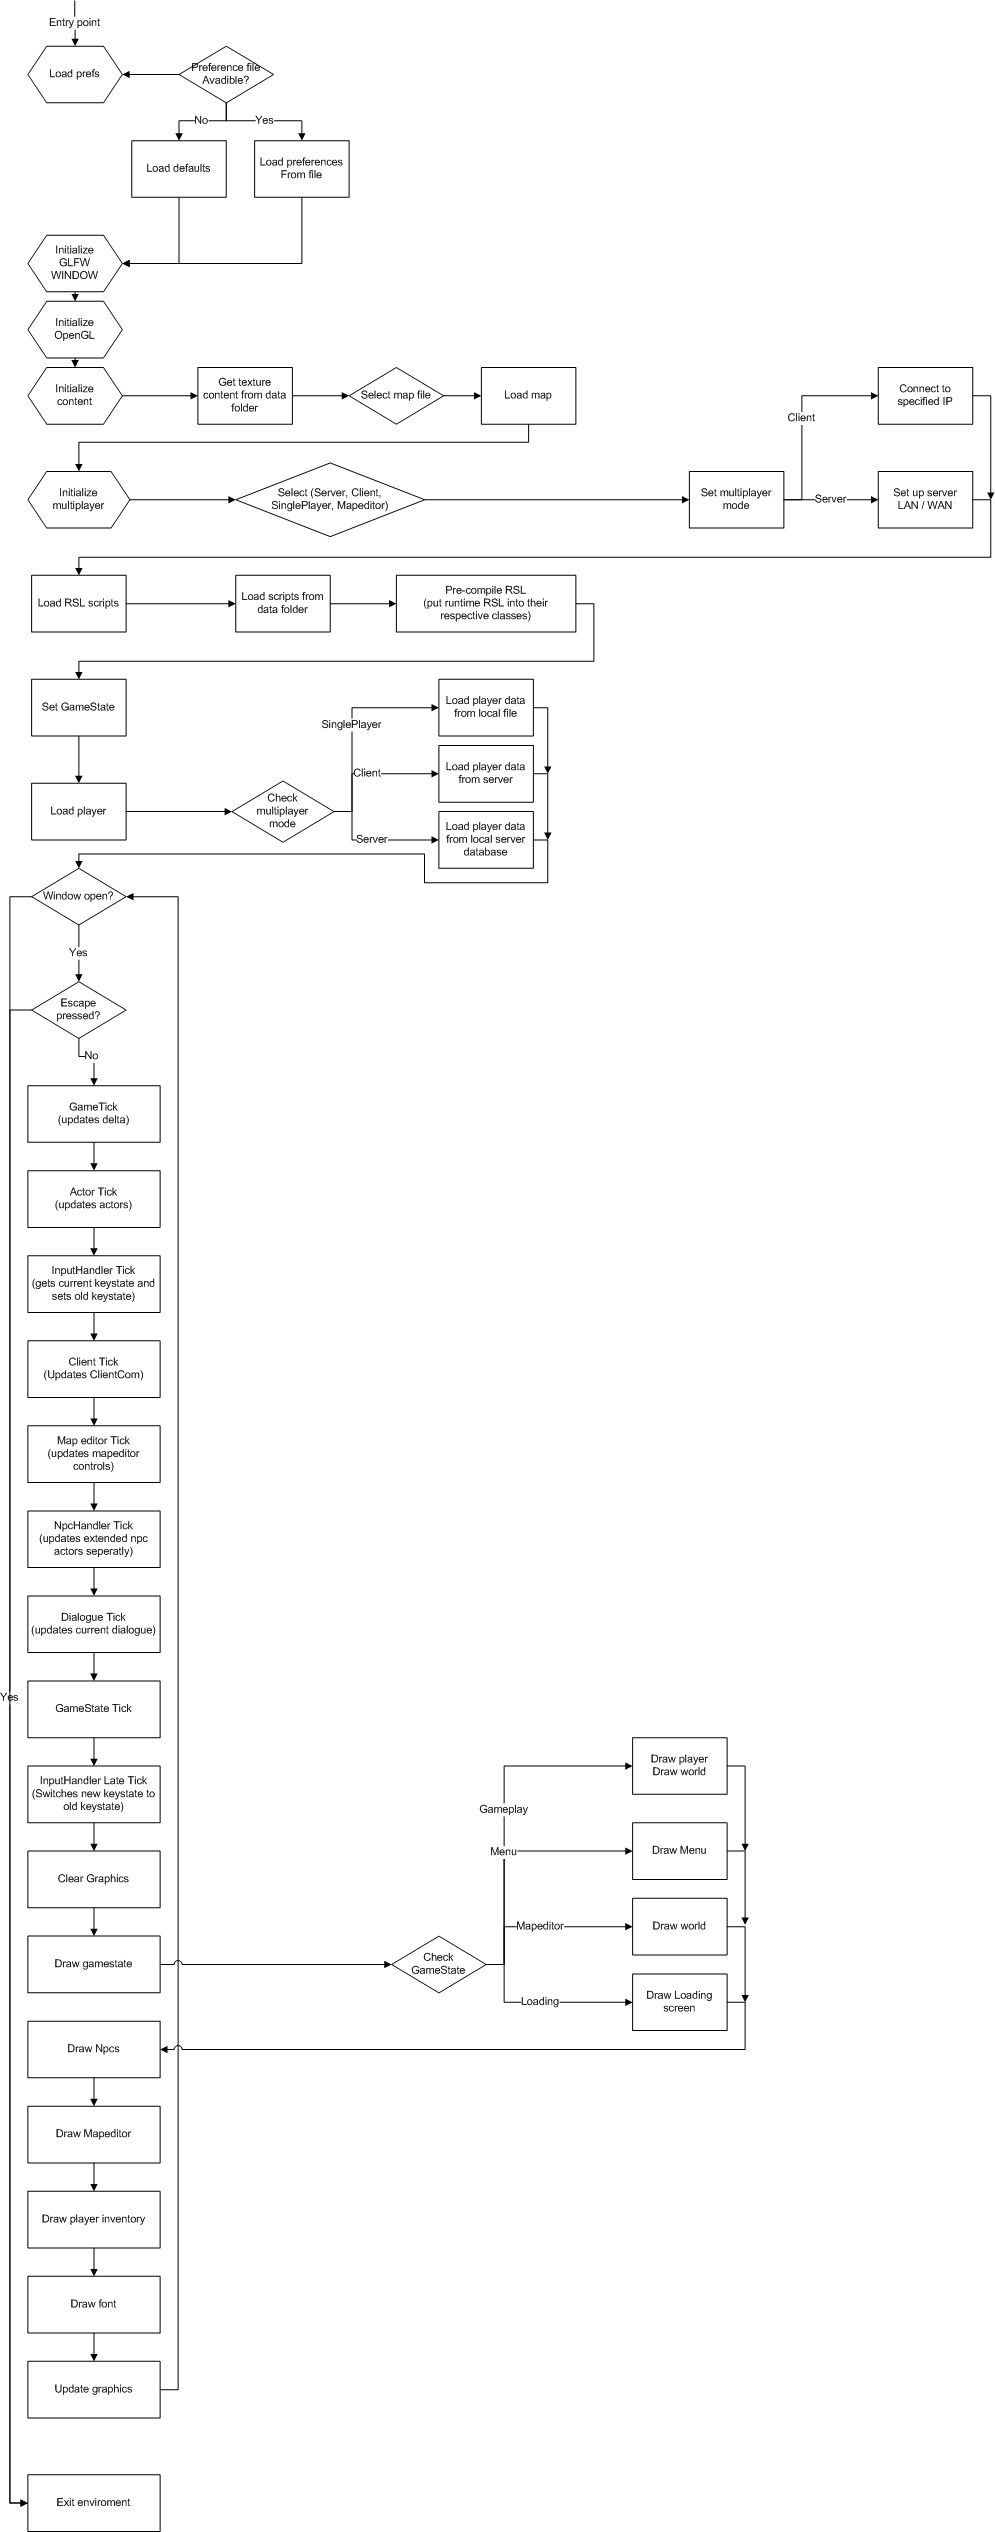 Entry point
Load prefs
Preference file
Avadible?
No
Yes
Load defaults
Load preferences
From file
Initialize
GLFW
WINDOW
Initialize
OpenGL
Initialize
content
Get texture
content from data
folder
Select map file
Load map
Connect to
specified IP
Client
Initialize
multiplayer
Select (Server, Client,
SinglePlayer, Mapeditor)
Set multiplayer
mode
Server
Set up server
LAN / WAN
Load RSL scripts
Load scripts from
data folder
Pre-compile RSL
(put runtime RSL into their
respective classes)
Set GameState
SinglePlayer
Load player data
from local file
Client
Load player data
from server
Load player
Check
multiplayer
mode
Server
Load player data
from local server
database
Window open?
Yes
Escape
pressed?
No
GameTick
(updates delta)
Actor Tick
(updates actors)
InputHandler Tick
(gets current keystate and
sets old keystate)
Client Tick
(Updates ClientCom)
Map editor Tick
(updates mapeditor
controls)
NpcHandler Tick
(updates extended npc
actors seperatly)
Dialogue Tick
(updates current dialogue)
Yes
GameState Tick
InputHandler Late Tick
(Switches new keystate to
old keystate)
Gameplay
Draw player
Draw world
Clear Graphics
Menu
Draw Menu
Mapeditor
Draw world
Draw gamestate
Check
GameState
Loading
Draw Loading
screen
Draw Npcs
Draw Mapeditor
Draw player inventory
Draw font
Update graphics
Exit enviroment